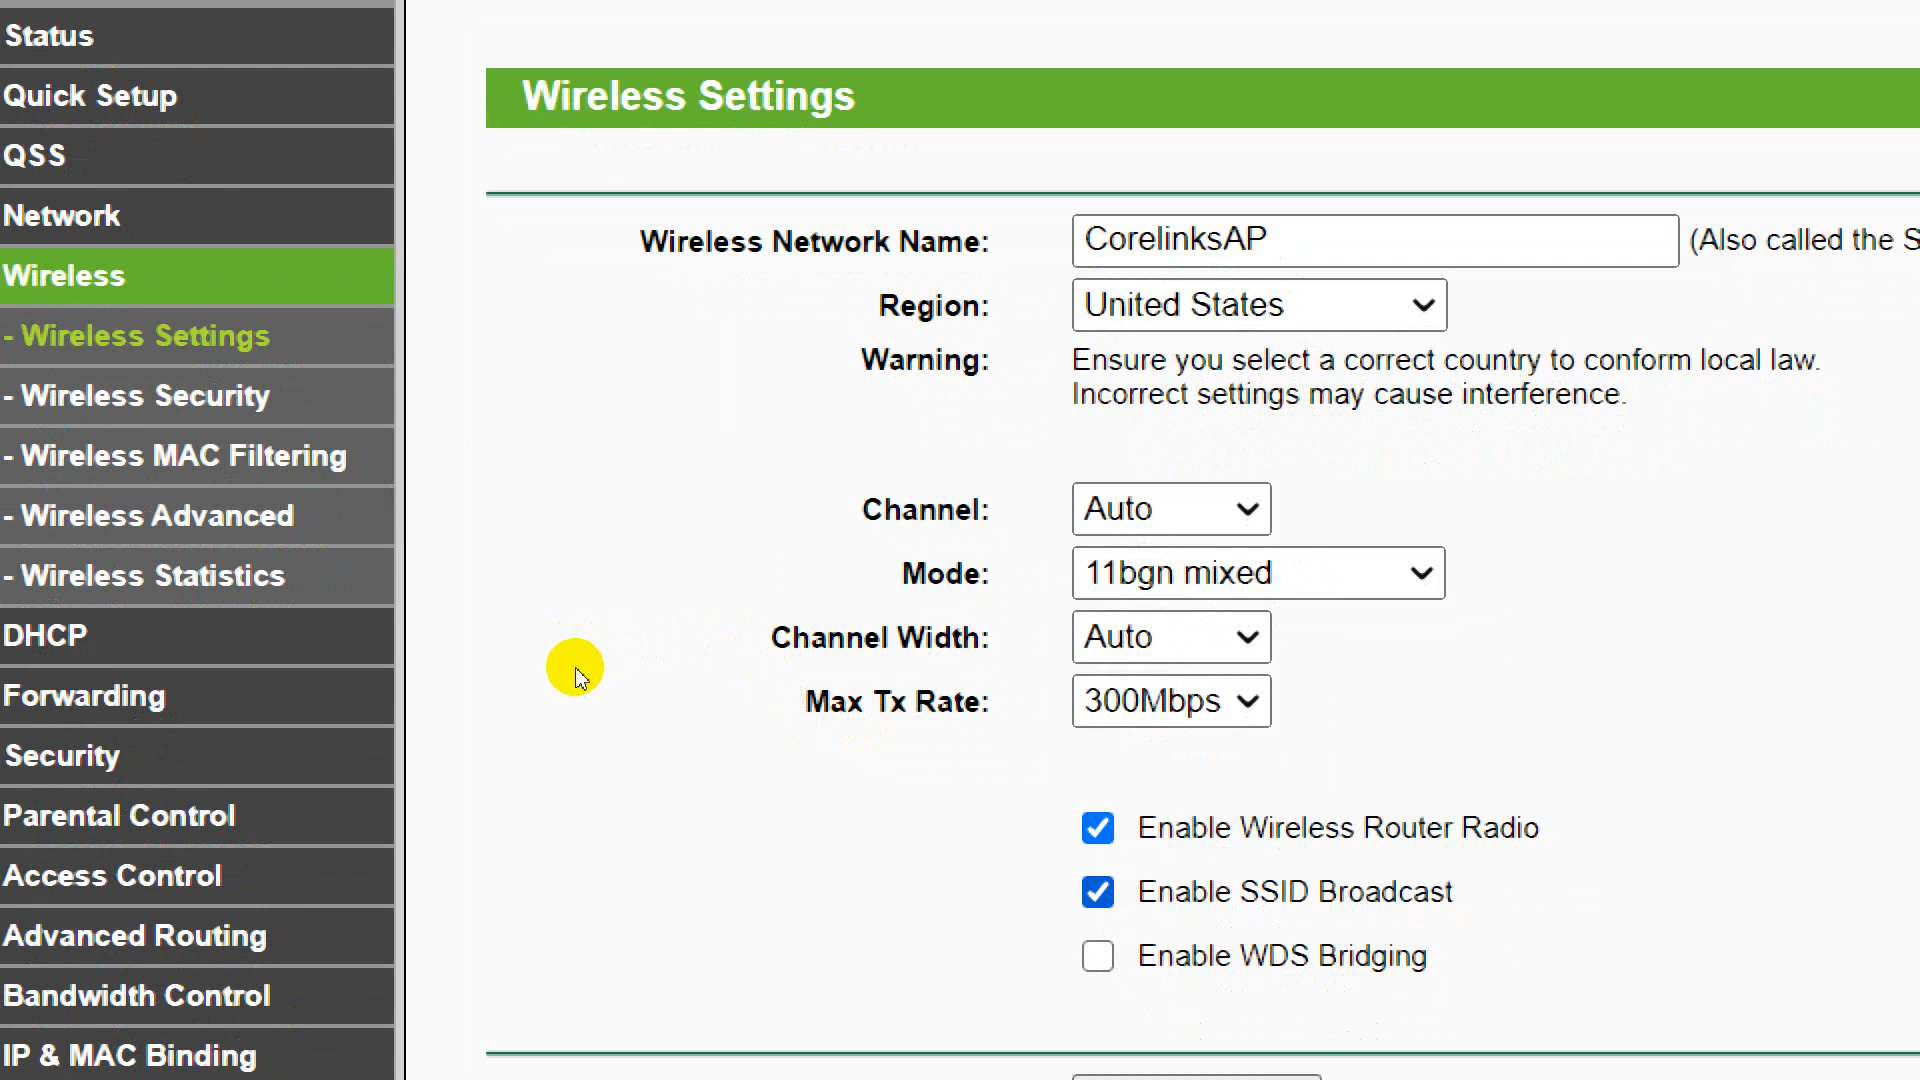 Status
Quick Setup
QSS
Network
Wireless
- Wireless Settings
- Wireless Security
- Wireless MAC Filtering
- Wireless Advanced
- Wireless Statistics
DHCP
Forwarding
Security
Parental Control
Access Control
Advanced Routing
Bandwidth Control
IP & MAC Binding
Wireless Settings
Wireless Network Name: CorelinksAP (Also called the S
Region: United States
Warning: Ensure you select a correct country to conform local law.
Incorrect settings may cause interference.
Channel: Auto
Mode: 11bgn mixed
Channel Width: Auto
Max Tx Rate: 300Mbps
Enable Wireless Router Radio
Enable SSID Broadcast
Enable WDS Bridging